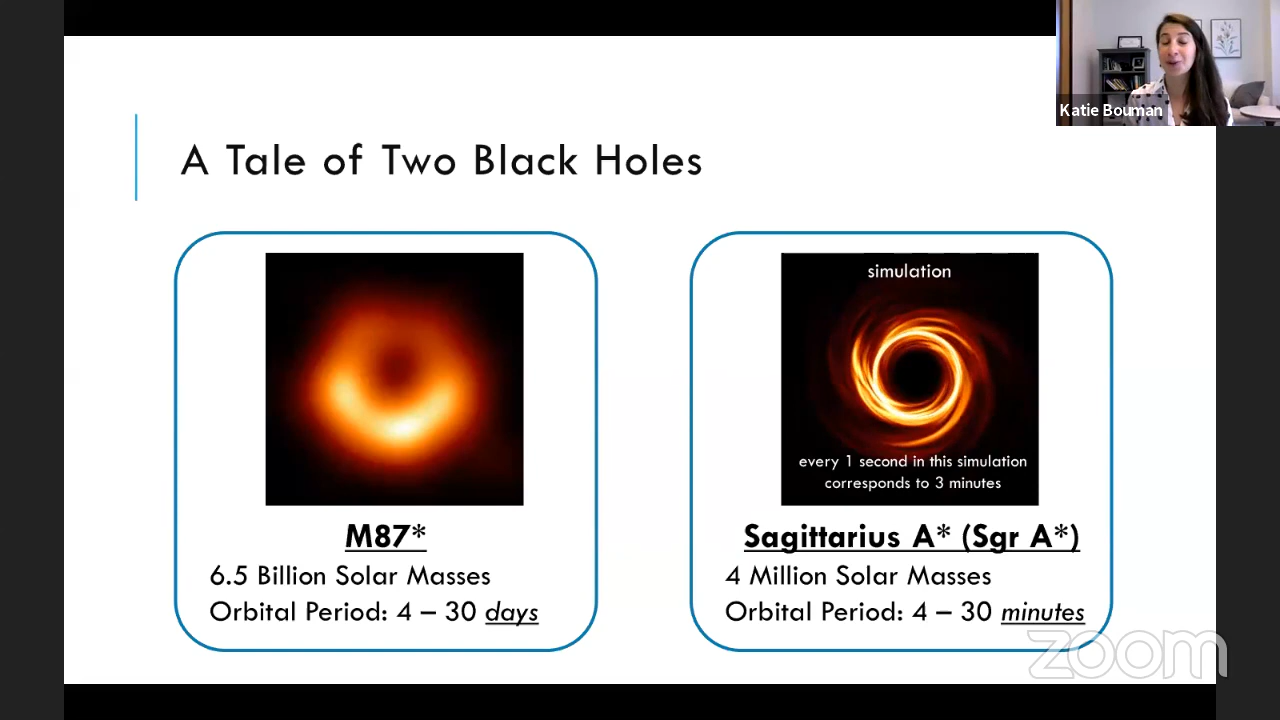 Katie Bouman
A Tale of Two Black Holes
simulation
every 1 second in this simulation
corresponds to 3 minutes
M87*
6.5 Billion Solar Masses
Orbital Period: 4 – 30 days
Sagittarius A* (Sgr A*)
4 Million Solar Masses
Orbital Period: 4 – 30 minutes
zoom